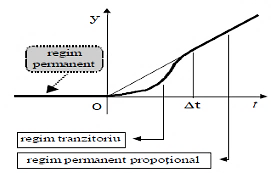 y
regim
permanent
O
Δt
t
regim tranzitoriu
regim permanent propoțional